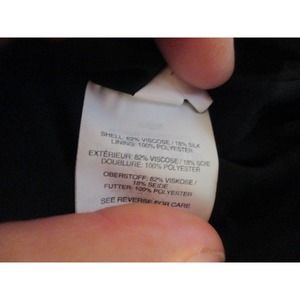 SHELL: 82% VISCOSE / 18% SILK
LINING: 100% POLYESTER
EXTÉRIEUR: 82% VISCOSE / 18% SOIE
DOUBLURE: 100% POLYESTER
OBERSTOFF: 82% VISKOSE /
18% SEIDE
FUTTER: 100% POLYESTER
SEE REVERSE FOR CARE